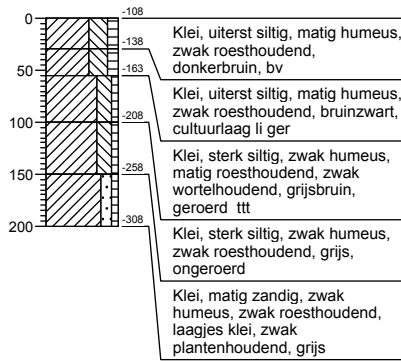 0
50
100
150
200
-108
-138
-163
-208
-258
-308
Klei, uiterst siltig, matig humeus,
zwak roesthoudend,
donkerbruin, bv
Klei, uiterst siltig, matig humeus,
zwak roesthoudend, bruinzwart,
cultuurlaag li ger
Klei, sterk siltig, zwak humeus,
matig roesthoudend, zwak
wortelhoudend, grijsbruin,
geroerd ttt
Klei, sterk siltig, zwak humeus,
zwak roesthoudend, grijs,
ongeroerd
Klei, matig zandig, zwak
humeus, zwak roesthoudend,
laagjes klei, zwak
plantenhoudend, grijs